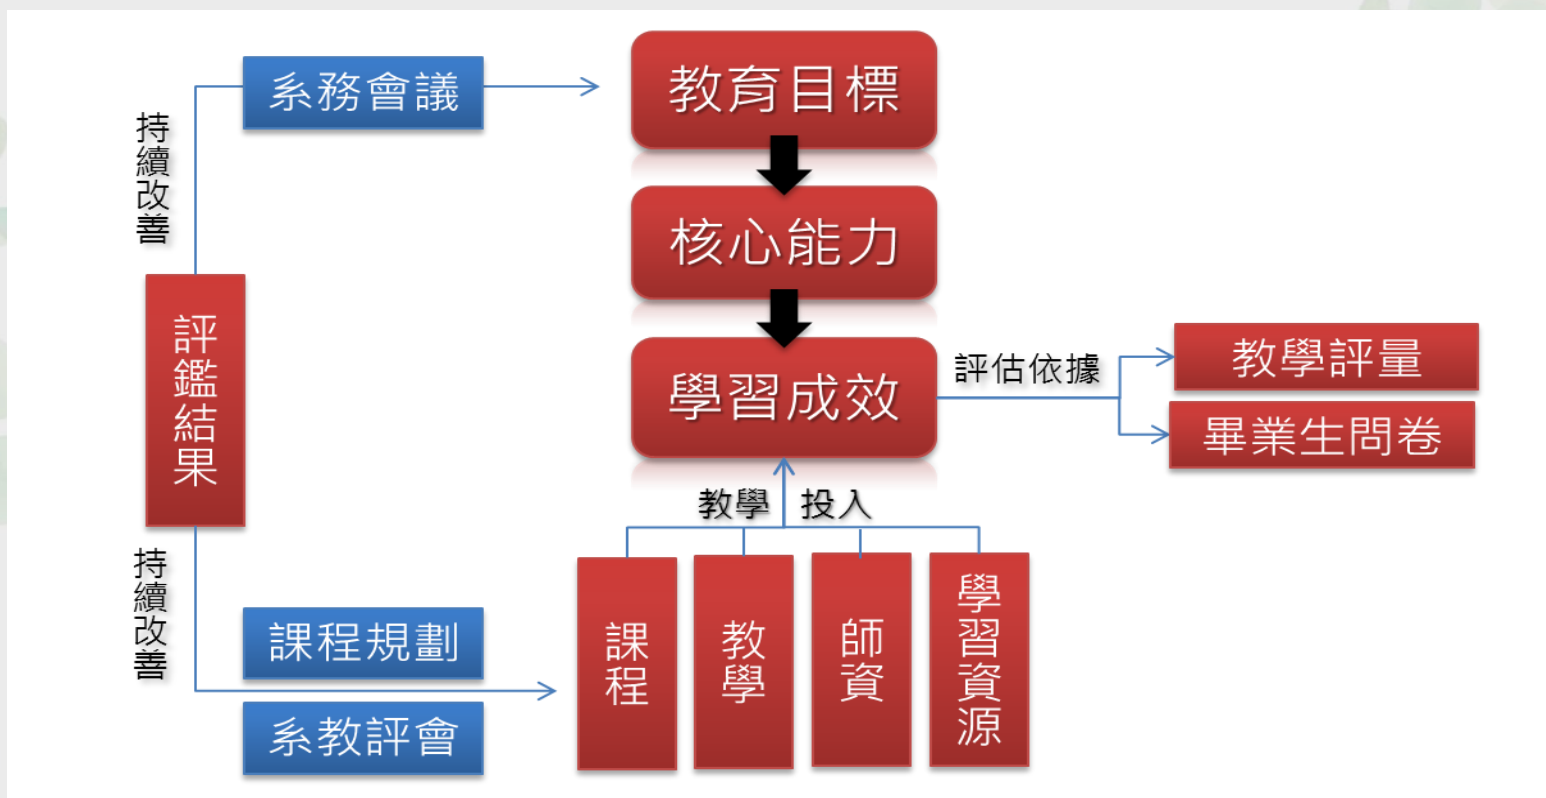 系務會議
教育目標
持續改善
核心能力
評鑑結果
學習成效
評估依據
教學評量
畢業生問卷
教學 投入
持續改善
課程規劃
系教評會
課程
教學
師資
學習資源